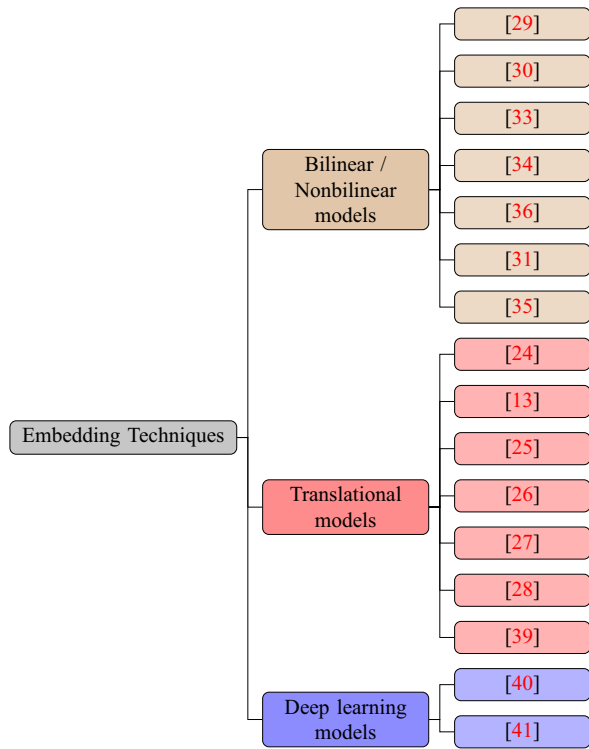 Embedding Techniques
Bilinear /
Nonbilinear
models
[29]
[30]
[33]
[34]
[36]
[31]
[35]
Translational
models
[24]
[13]
[25]
[26]
[27]
[28]
[39]
Deep learning
models
[40]
[41]